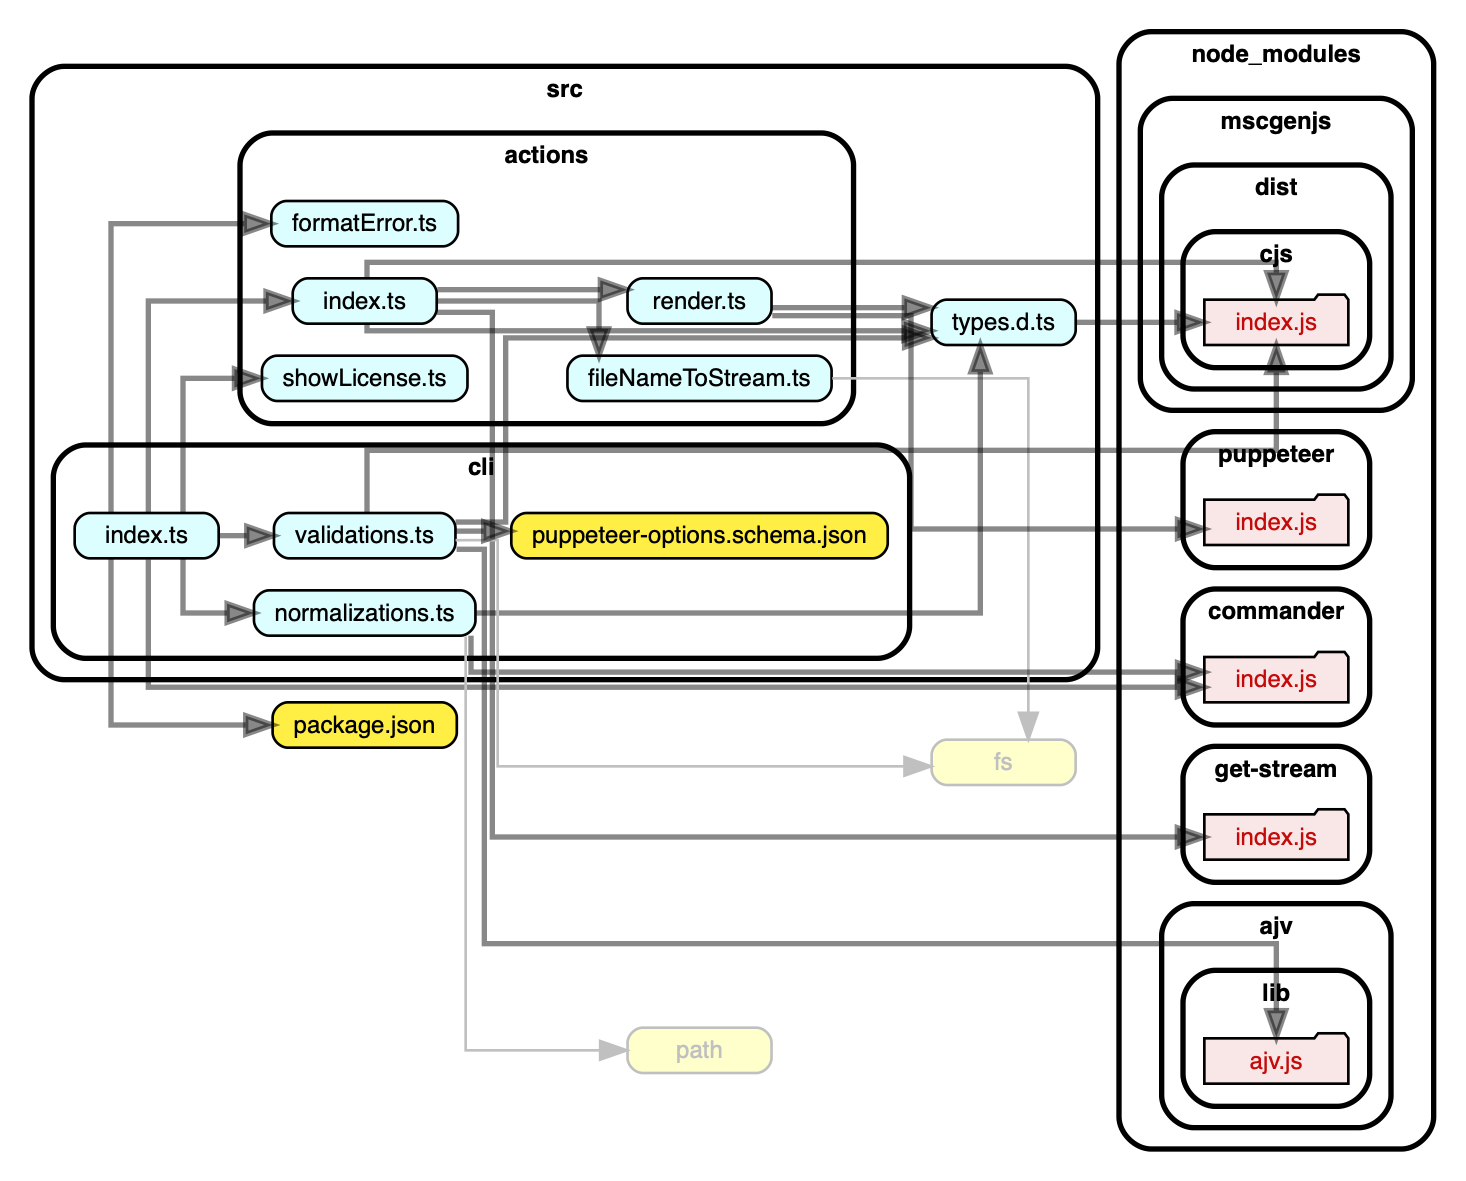 node_modules
src
mscgenjs
actions
dist
formatError.ts
cjs
index.ts
render.ts
types.d.ts
index.js
showLicense.ts
fileNameToStream.ts
cli
puppeteer
index.ts
validations.ts
puppeteer-options.schema.json
index.js
normalizations.ts
commander
index.js
package.json
fs
get-stream
index.js
ajv
lib
path
ajv.js